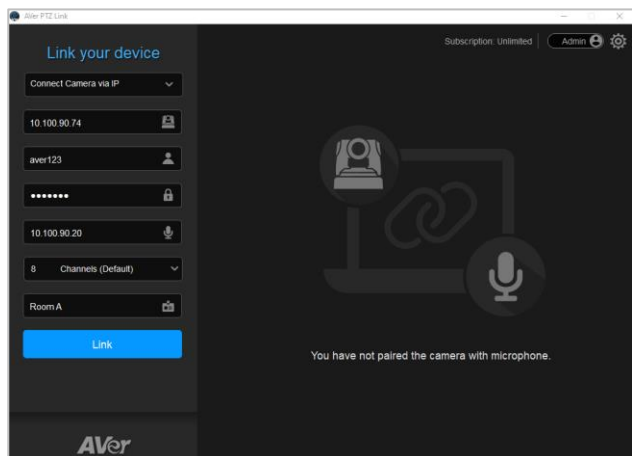 AVer PTZ Link
Subscription: Unlimited
Admin
Link your device
Connect Camera via IP
10.100.90.74
aver123
•••••••
10.100.90.20
8 Channels (Default)
Room A
Link
You have not paired the camera with microphone.
AVer